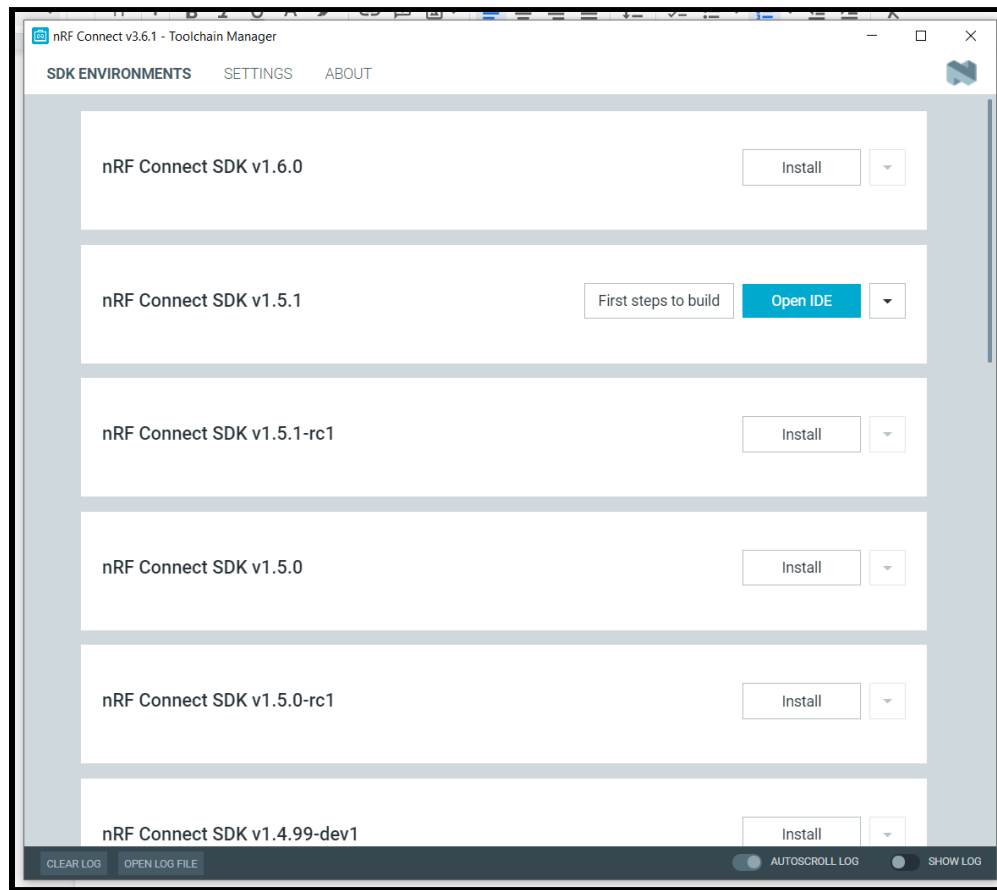 nRF Connect v3.6.1 - Toolchain Manager
SDK ENVIRONMENTS SETTINGS ABOUT
nRF Connect SDK v1.6.0 Install
nRF Connect SDK v1.5.1 First steps to build Open IDE
nRF Connect SDK v1.5.1-rc1 Install
nRF Connect SDK v1.5.0 Install
nRF Connect SDK v1.5.0-rc1 Install
nRF Connect SDK v1.4.99-dev1 Install
CLEAR LOG OPEN LOG FILE AUTOSCROLL LOG SHOW LOG